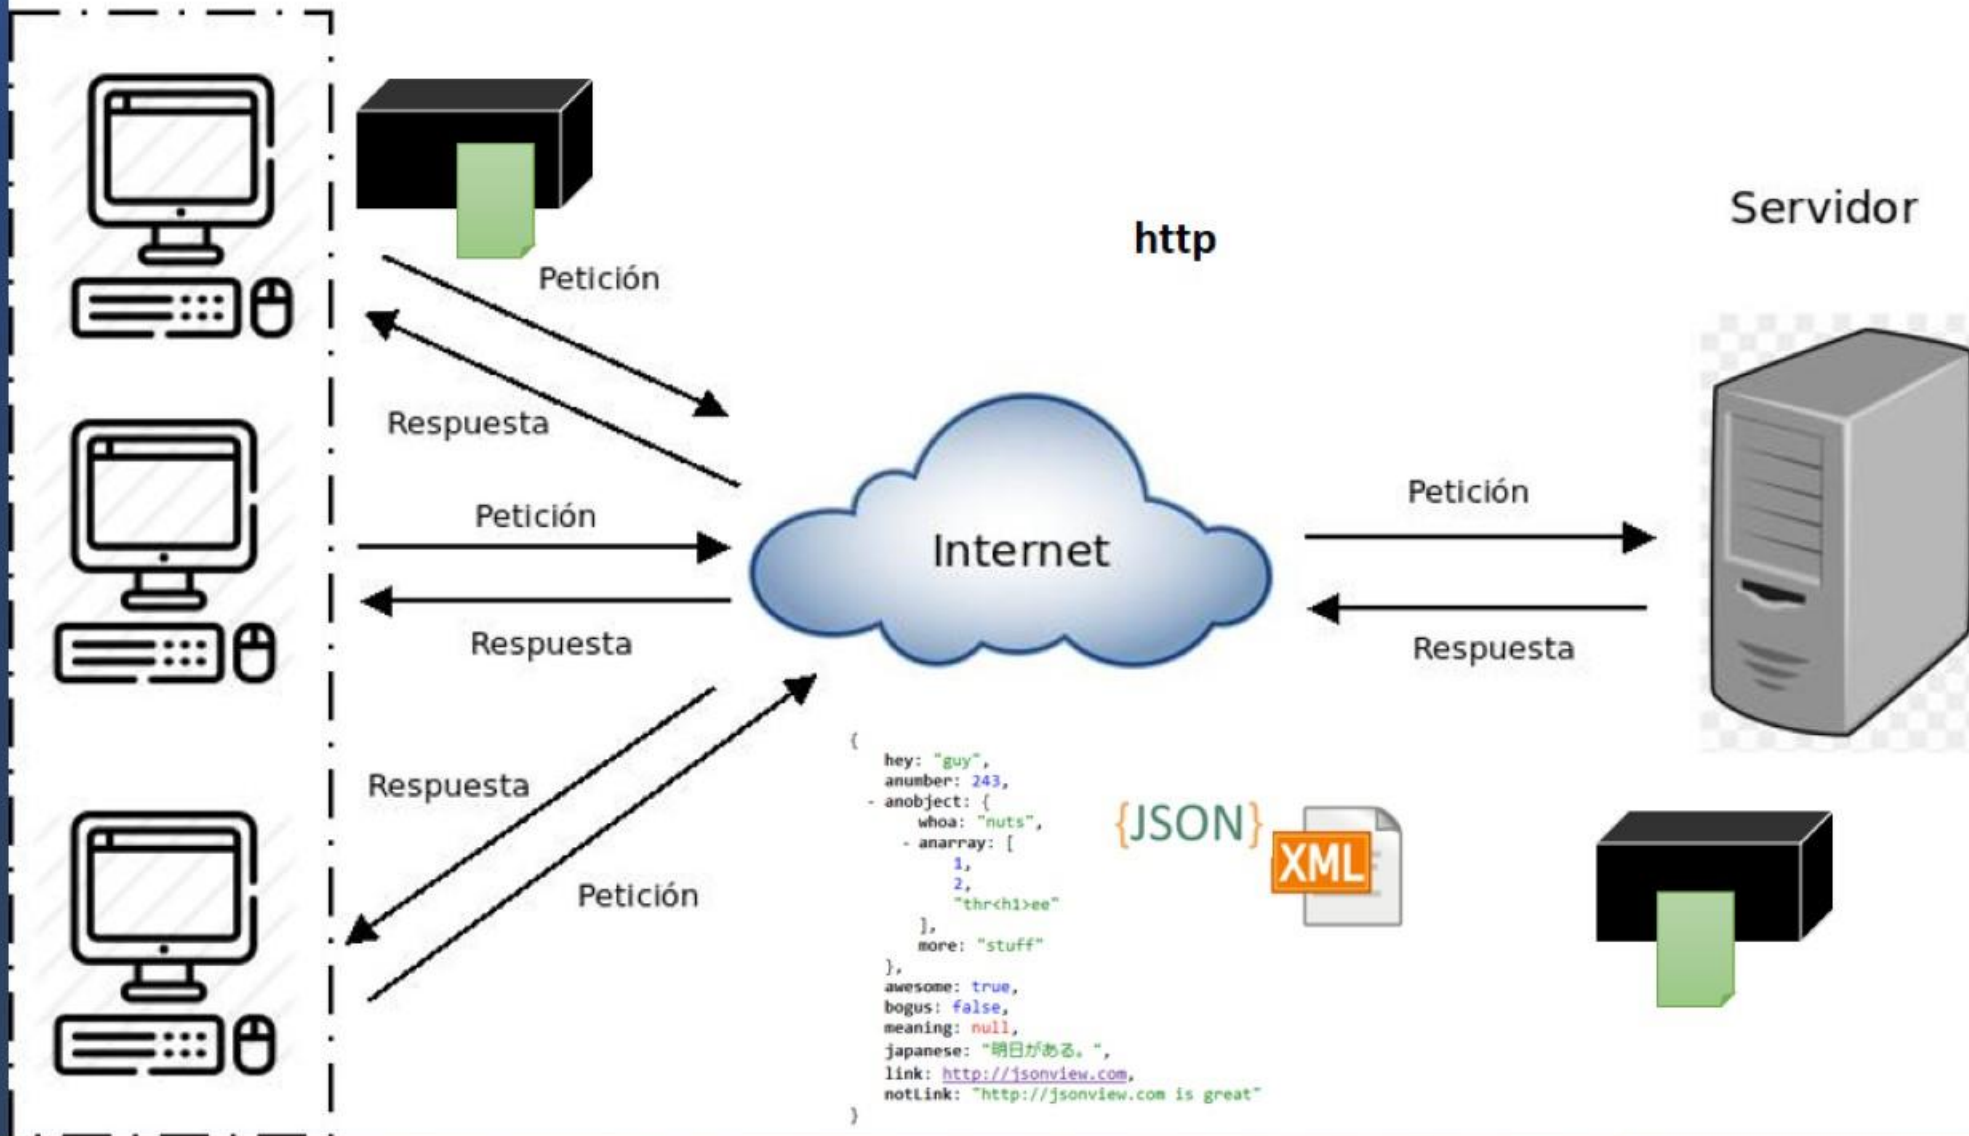 Petición
Respuesta
Petición
Respuesta
Respuesta
Petición
http
Internet
Servidor
Petición
Respuesta
{
hey: "guy",
anumber: 243,
- anobject: {
whoa: "nuts",
- anarray: [
1,
2,
"thr<h1>ee"
],
more: "stuff"
},
awesome: true,
bogus: false,
meaning: null,
japanese: "明日がある。",
link: http://jsonview.com,
notLink: "http://jsonview.com is great"
}
{JSON}
XML